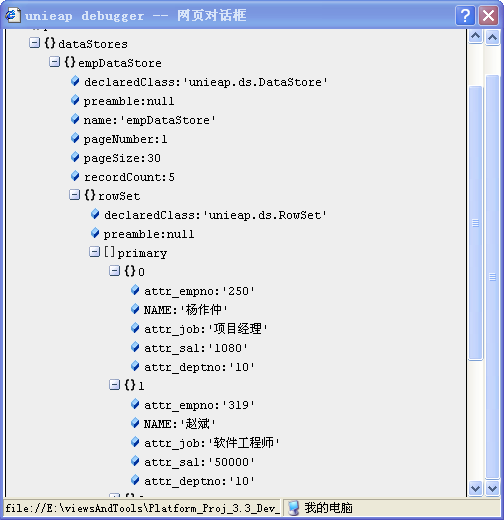 unieap debugger -- 网页对话框
{}dataStores
{}empDataStore
declaredClass:'unieap.ds.DataStore'
preamble:null
name:'empDataStore'
pageNumber:1
pageSize:30
recordCount:5
{}rowSet
declaredClass:'unieap.ds.RowSet'
preamble:null
[]primary
{}0
attr_empno:'250'
NAME:'杨作仲'
attr_job:'项目经理'
attr_sal:'1080'
attr_deptno:'10'
{}1
attr_empno:'319'
NAME:'赵斌'
attr_job:'软件工程师'
attr_sal:'50000'
attr_deptno:'10'
file://E:\viewsAndTools\Platform_Proj_3.3_Dev_ 我的电脑